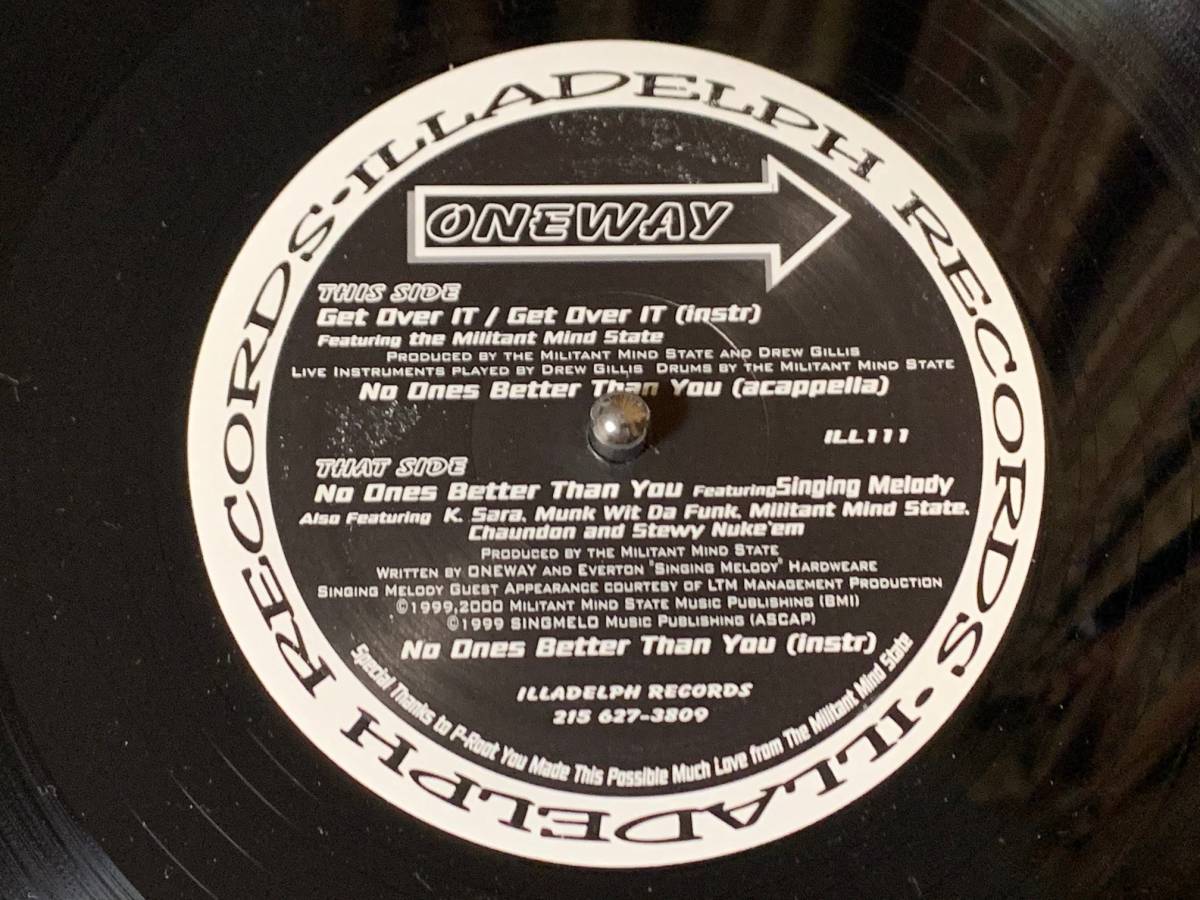 ILLADELPH RECORDS•ILLADELPH RECORDS•
ONEWAY
THIS SIDE
Get Over IT / Get Over IT (instr)
Featuring the Militant Mind State
Produced by the Militant Mind State and Drew Gillis
Live Instruments played by Drew Gillis Drums by the Militant Mind State
No Ones Better Than You (acappella)
ILL111
THAT SIDE
No Ones Better Than You Featuring Singing Melody
Also Featuring K. Sara, Munk Wit Da Funk, Militant Mind State,
Chaundon and Stewy Nuke'em
Produced by the Militant Mind State
Written by ONEWAY and Everton "Singing Melody" Hardweare
Singing Melody Guest Appearance courtesy of LTM Management Production
©1999,2000 Militant Mind State Music Publishing (BMI)
©1999 SINGMELO Music Publishing (ASCAP)
No Ones Better Than You (instr)
ILLADELPH RECORDS
215 627-3809
Special Thanks to P-Root You Made This Possible Much Love from The Militant Mind State